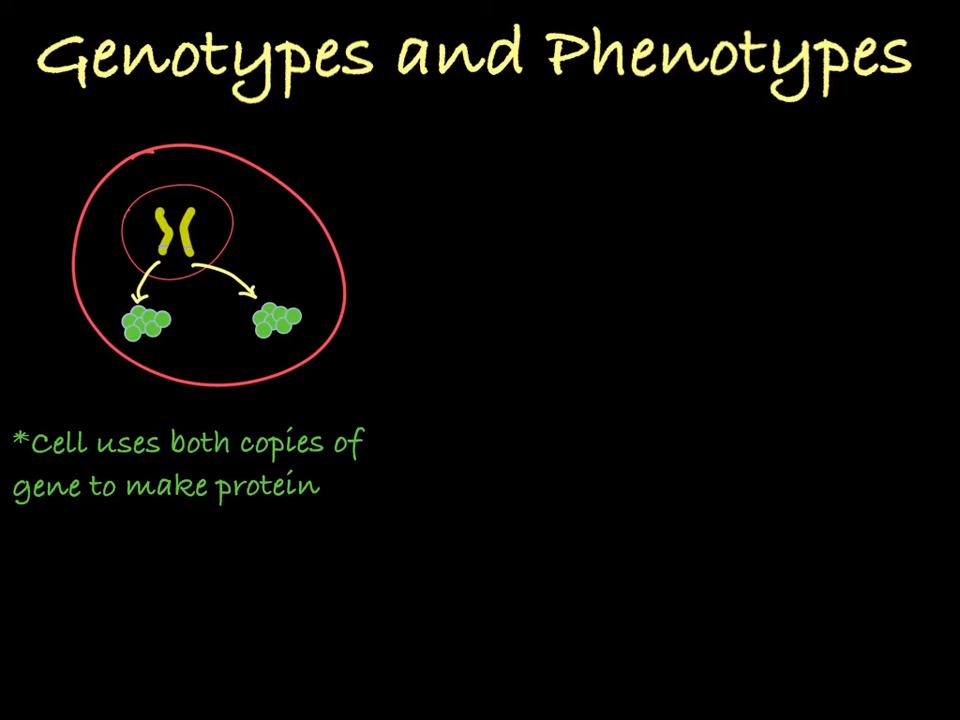 Genotypes and Phenotypes
*Cell uses both copies of
gene to make protein